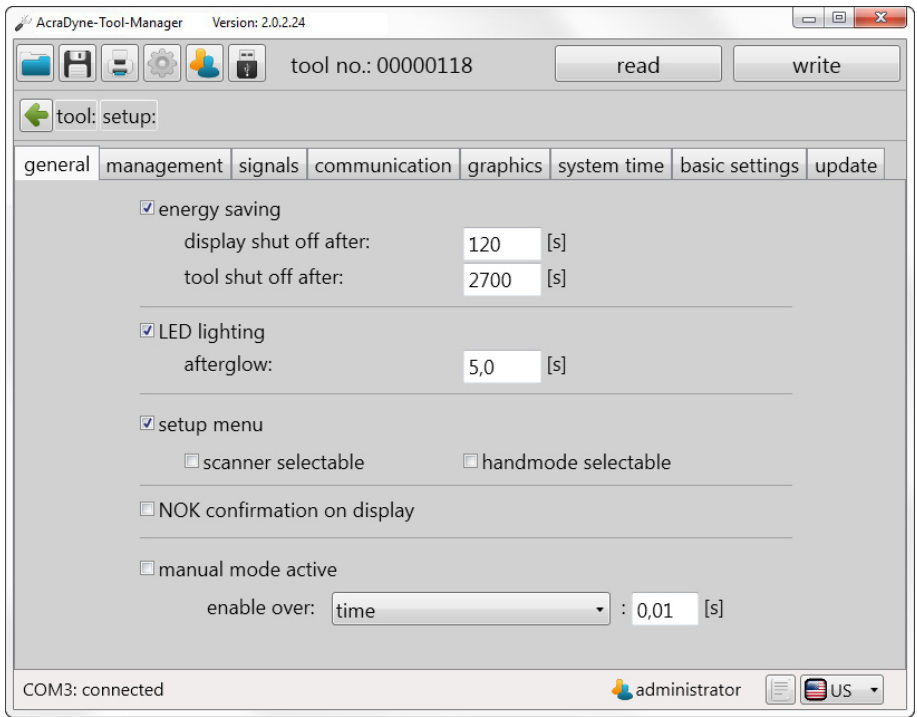 AcraDyne-Tool-Manager Version: 2.0.2.24
tool no.: 00000118 read write
tool: setup:
general management signals communication graphics system time basic settings update
energy saving
display shut off after: 120 [s]
tool shut off after: 2700 [s]
LED lighting
afterglow: 5,0 [s]
setup menu
scanner selectable handmode selectable
NOK confirmation on display
manual mode active
enable over: time : 0,01 [s]
COM3: connected administrator US